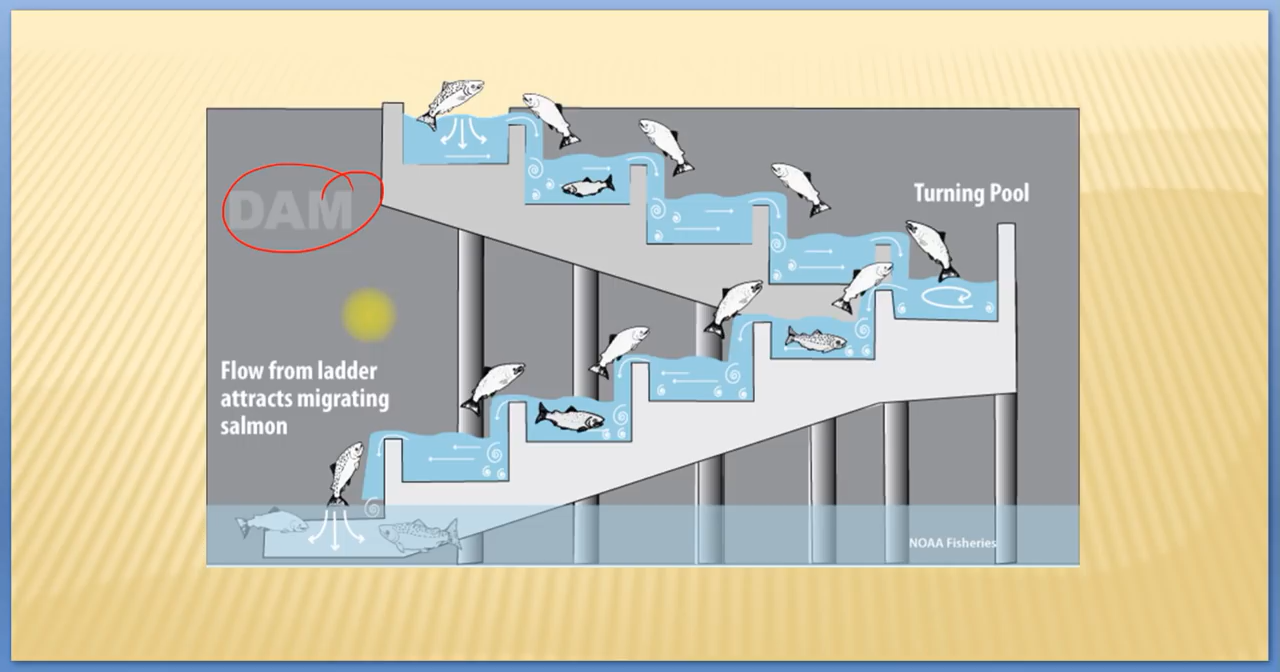 DAM
Turning Pool
Flow from ladder
attracts migrating
salmon
NOAA Fisheries